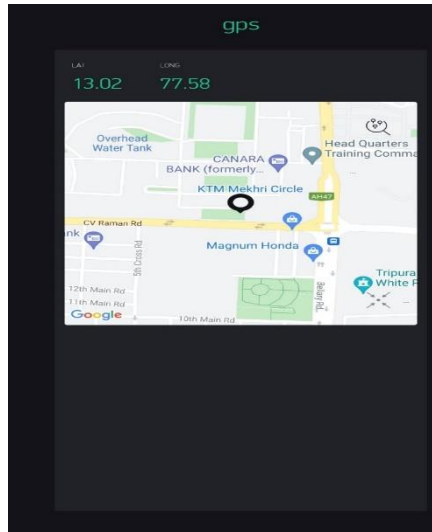 gps
LAT LONG
13.02 77.58
Overhead
Water Tank
Head Quarters
Training Comma
CANARA
BANK (formerly...
KTM Mekhri Circle
AH47
CV Raman Rd
nk
Magnum Honda
5th Cross Rd
Tripura
White P
12th Main Rd
11th Main Rd
Bellary Rd
Google
10th Main Rd